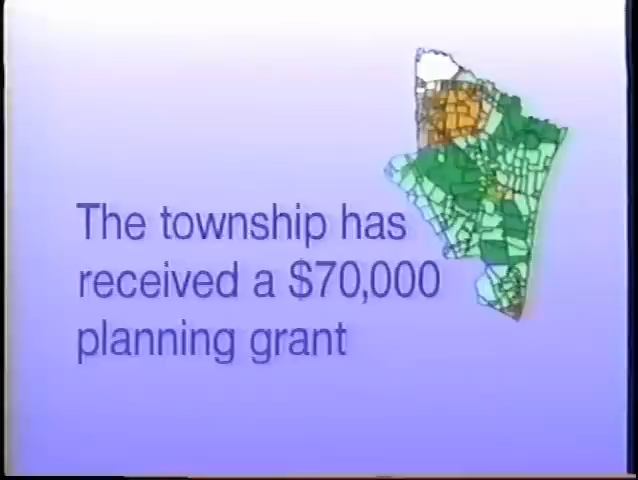 The township has
received a $70,000
planning grant